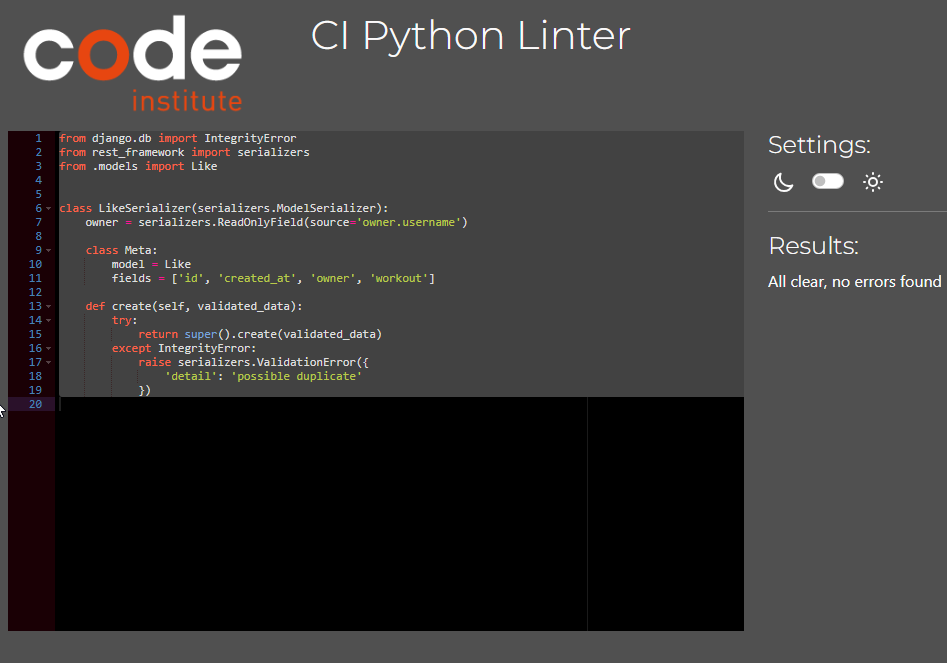 code
institute
CI Python Linter
1 from django.db import IntegrityError
2 from rest_framework import serializers
3 from .models import Like
4
5
6 class LikeSerializer(serializers.ModelSerializer):
7     owner = serializers.ReadOnlyField(source='owner.username')
8
9     class Meta:
10         model = Like
11         fields = ['id', 'created_at', 'owner', 'workout']
12
13     def create(self, validated_data):
14         try:
15             return super().create(validated_data)
16         except IntegrityError:
17             raise serializers.ValidationError({
18                 'detail': 'possible duplicate'
19             })
20
Settings:
Results:
All clear, no errors found